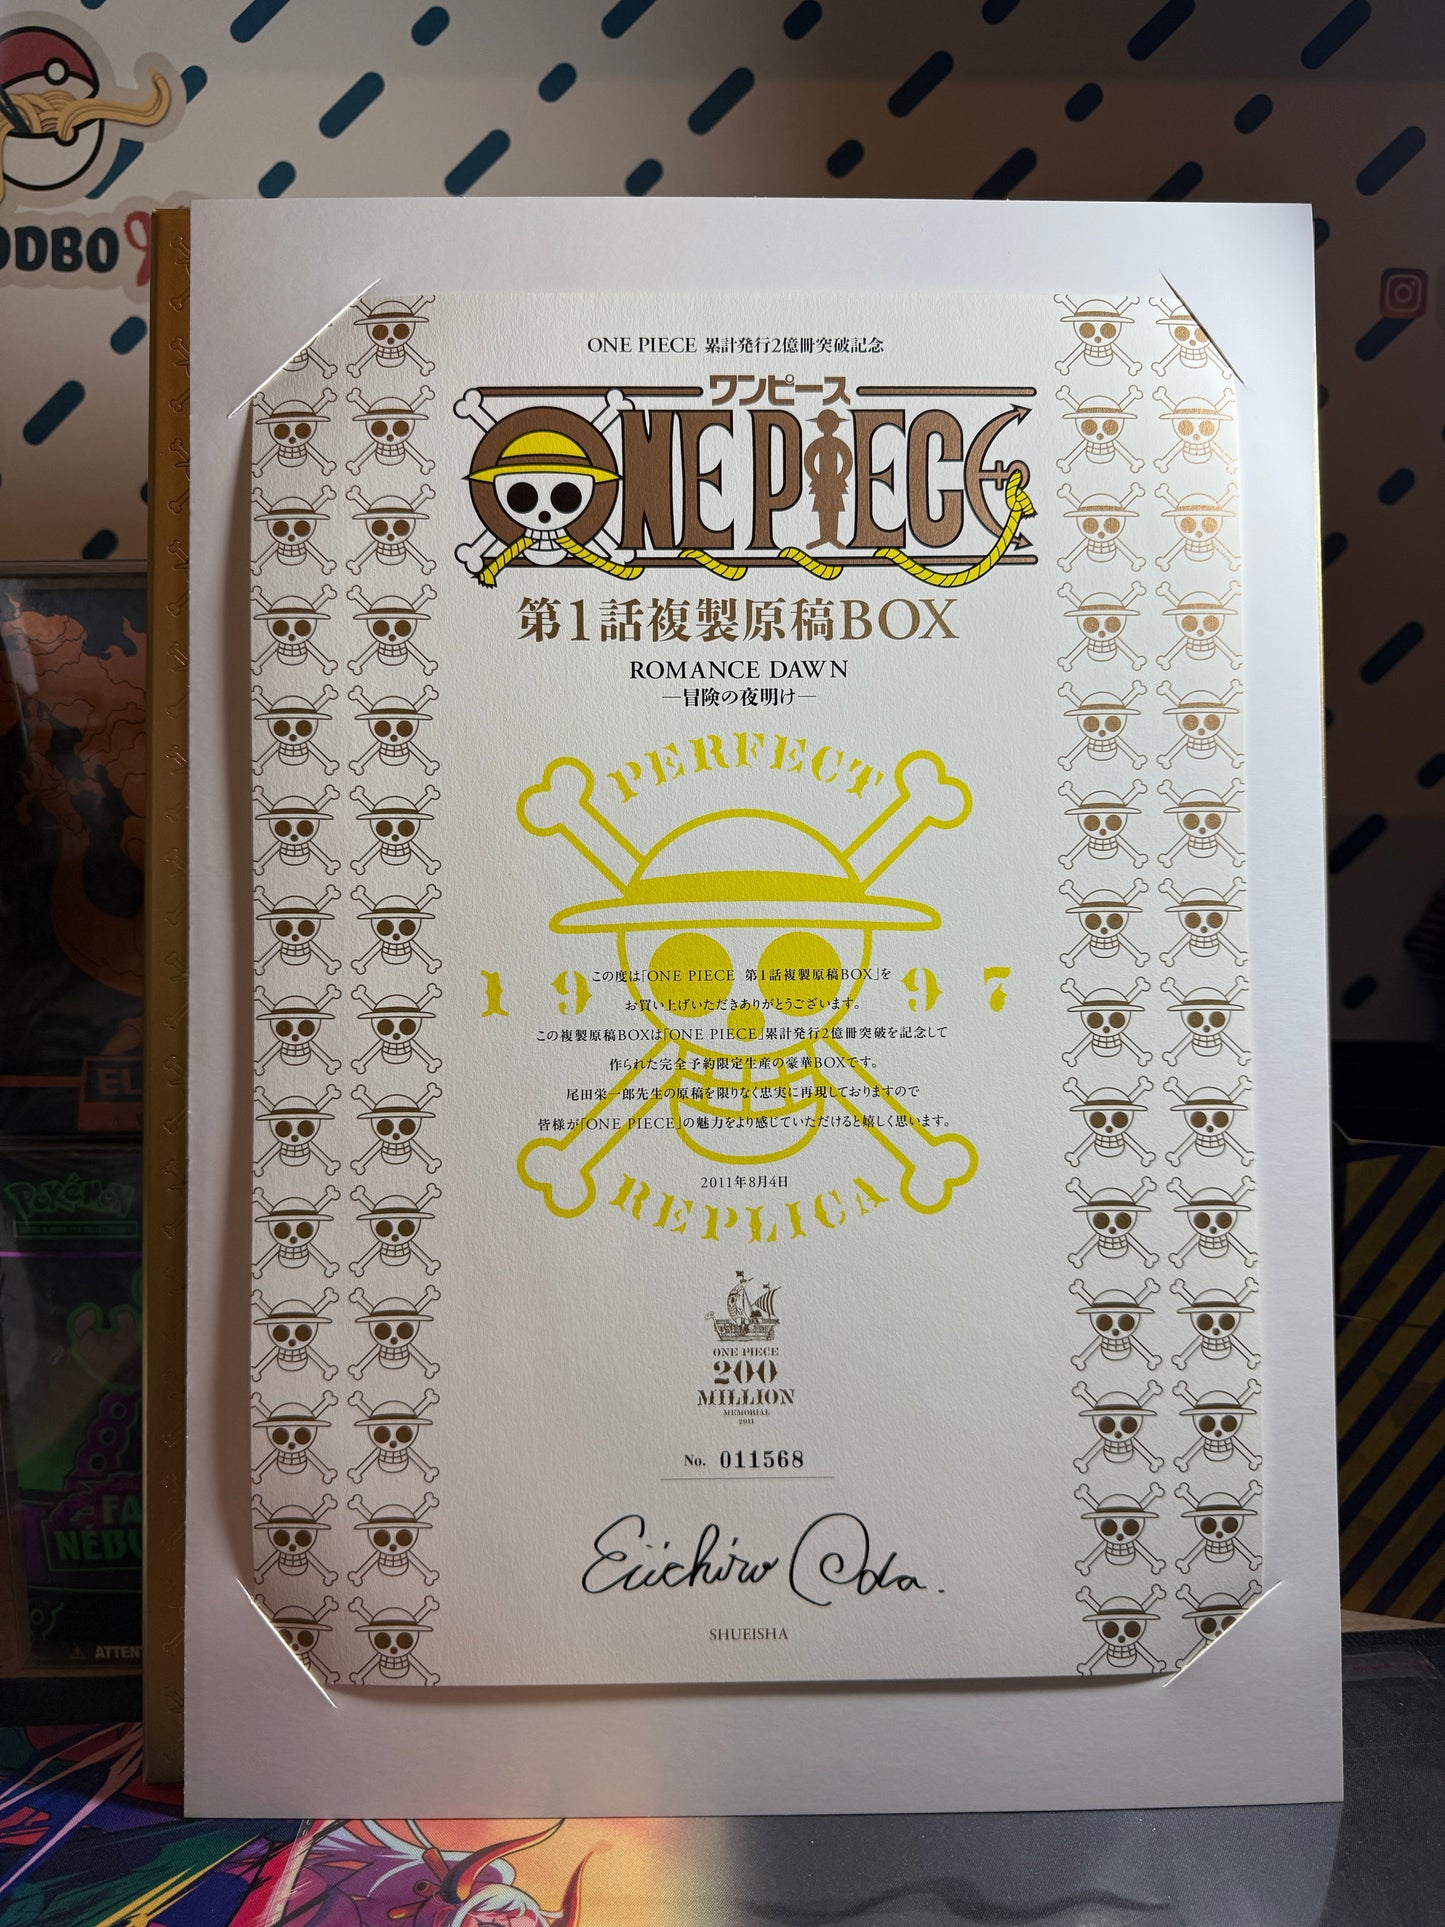 ODBO
ONE PIECE 累計発行2億冊突破記念
ワンピース
ONE PIECE
第1話複製原稿BOX
ROMANCE DAWN
—冒険の夜明け—
PERFECT
1997
この度は「ONE PIECE 第1話複製原稿BOX」を
お買い上げいただきありがとうございます。
この複製原稿BOXは「ONE PIECE」累計発行2億冊突破を記念して
作られた完全予約限定生産の豪華BOXです。
尾田栄一郎先生の原稿を限りなく忠実に再現しておりますので
皆様が「ONE PIECE」の魅力をより感じていただけると嬉しく思います。
2011年8月4日
REPLICA
ONE PIECE
200
MILLION
MEMORIAL
2011
No. 011568
Eiichiro Oda.
SHUEISHA
EL
POKéMON
FA
NÉBU
ATTEN